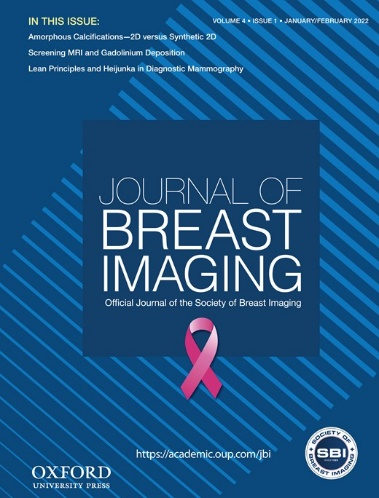 IN THIS ISSUE:
VOLUME 4 • ISSUE 1 • JANUARY/FEBRUARY 2022
Amorphous Calcifications—2D versus Synthetic 2D
Screening MRI and Gadolinium Deposition
Lean Principles and Heijunka in Diagnostic Mammography
JOURNAL OF
BREAST
IMAGING
Official Journal of the Society of Breast Imaging
https://academic.oup.com/jbi
OXFORD
UNIVERSITY PRESS
SOCIETY OF
SBI
BREAST IMAGING